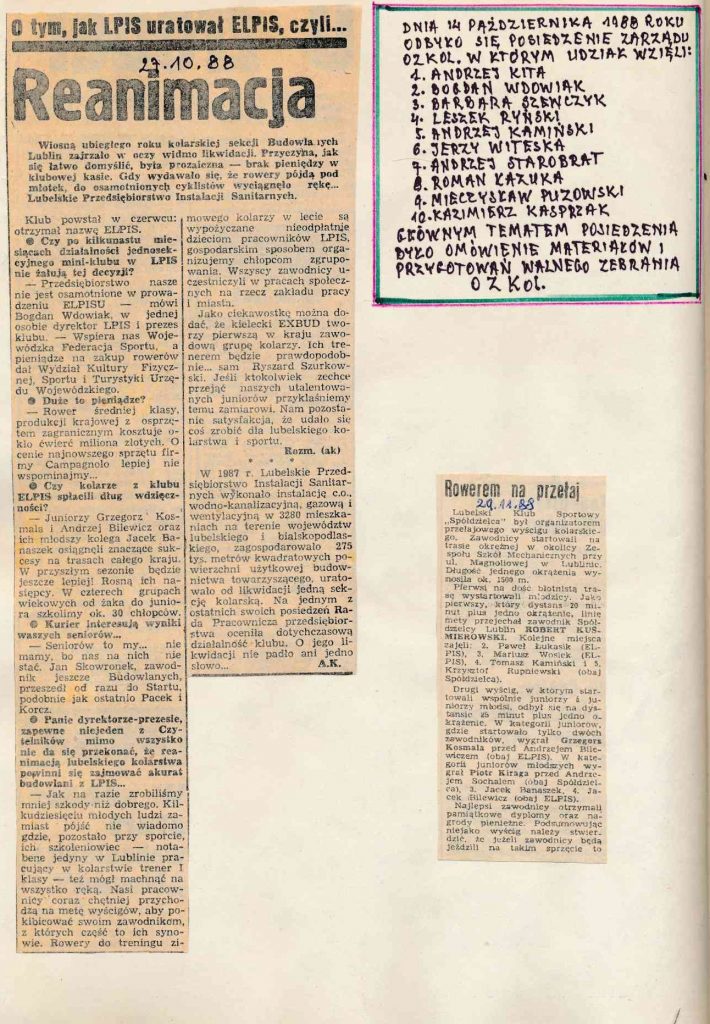 O tym, jak LPIS uratował ELPIS, czyli...
27.10.88
Reanimacja
Wiosną ubiegłego roku kolarskiej sekcji Budowlanych
Lublin zajrzało w oczy widmo likwidacji. Przyczyna, jak
się łatwo domyślić, była prozaiczna — brak pieniędzy w
klubowej kasie. Gdy wydawało się, że rowery pójdą pod
młotek, do osamotnionych cyklistów wyciągnęło rękę...
Lubelskie Przedsiębiorstwo Instalacji Sanitarnych.
Klub powstał w czerwcu:
otrzymał nazwę ELPIS.
● Czy po kilkunastu mie-
siącach działalności jednosek-
cyjnego mini-klubu w LPIS
nie żałują tej decyzji?
— Przedsiębiorstwo nasze
nie jest osamotnione w prowa-
dzeniu ELPISU — mówi
Bogdan Wdowiak, w jednej
osobie dyrektor LPIS i prezes
klubu. — Wspiera nas Woje-
wódzka Federacja Sportu, a
pieniądze na zakup rowerów
dał Wydział Kultury Fizycz-
nej, Sportu i Turystyki Urzę-
du Wojewódzkiego.
● Duże to pieniądze?
— Rower średniej klasy,
produkcji krajowej z osprzę-
tem zagranicznym kosztuje o-
koło ćwierć miliona złotych. O
cenie najnowszego sprzętu fir-
my Campagnolo lepiej nie
wspominajmy...
● Czy kolarze z klubu
ELPIS spłacili dług wdzięcz-
ności?
— Juniorzy Grzegorz Kos-
mala i Andrzej Bilewicz oraz
ich młodszy kolega Jacek Ba-
naszek osiągnęli znaczące suk-
cesy na trasach całego kraju.
W przyszłym sezonie będzie
jeszcze lepiej! Rosną ich na-
stępcy. W czterech grupach
wiekowych od żaka do junio-
ra szkolimy ok. 30 chłopców.
● Kurier interesują wyniki
waszych seniorów...
— Seniorów to my... nie
mamy, bo nas na nich nie
stać. Jan Skowronek, zawod-
nik jeszcze Budowlanych,
przeszedł od razu do Startu,
podobnie jak ostatnio Pacek i
Korcz.
● Panie dyrektorze-prezesie,
zapewne niejeden z Czy-
telników mimo wszystko
nie da się przekonać, że rea-
nimacją lubelskiego kolarstwa
powinni się zajmować akurat
budowlani z LPIS...
— Jak na razie zrobiliśmy
mniej szkody niż dobrego. Kil-
kudziesięciu młodych ludzi za-
miast pójść nie wiadomo
gdzie, pozostało przy sporcie,
ich szkoleniowiec — nota-
bene jedyny w Lublinie pra-
cujący w kolarstwie trener I
klasy — też mógł machnąć na
wszystko ręką. Nasi pracow-
nicy coraz chętniej przycho-
dzą na metę wyścigów, aby po-
kibicować swoim zawodnikom,
z których część to ich syno-
wie. Rowery do treningu zi-
mowego kolarzy w lecie są
wypożyczane nieodpłatnie
dzieciom pracowników LPIS,
gospodarskim sposobem orga-
nizujemy chłopcom zgrupo-
wania. Wszyscy zawodnicy u-
czestniczyli w pracach społecz-
nych na rzecz zakładu pracy
i miasta.
Jako ciekawostkę można do-
dać, że kielecki EXBUD two-
rzy pierwszą w kraju zawo-
dową grupę kolarzy. Ich tre-
nerem będzie prawdopodob-
nie... sam Ryszard Szurkow-
ski. Jeśli ktokolwiek zechce
przejąć naszych utalentowa-
nych juniorów przyklaśniemy
temu zamiarowi. Nam pozosta-
nie satysfakcja, że udało się
coś zrobić dla lubelskiego ko-
larstwa i sportu.
Rozm. (ak)
* * *
W 1987 r. Lubelskie Przed-
siębiorstwo Instalacji Sanitar-
nych wykonało instalację c.o.,
wodno-kanalizacyjną, gazową i
wentylacyjną w 3280 mieszka-
niach na terenie województw
lubelskiego i bialskopodlas-
kiego, zagospodarowało 275
tys. metrów kwadratowych po-
wierzchni użytkowej budow-
nictwa towarzyszącego, urato-
wało od likwidacji jedną sek-
cję kolarską. Na jednym z
ostatnich swoich posiedzeń Ra-
da Pracownicza przedsiębior-
stwa oceniła dotychczasową
działalność klubu. O jego li-
kwidacji nie padło ani jedno
słowo...
A.K.
DNIA 14 PAŹDZIERNIKA 1988 ROKU
ODBYŁO SIĘ POSIEDZENIE ZARZĄDU
OZKOL. W KTÓRYM UDZIAŁ WZIĘLI:
1. ANDRZEJ KITA
2. BOGDAN WDOWIAK
3. BARBARA SZEWCZYK
4. LESZEK RYŃSKI
5. ANDRZEJ KAMIŃSKI
6. JERZY WITESKA
7. ANDRZEJ STAROBRAT
8. ROMAN KAZUKA
9. MIECZYSŁAW PUZOWSKI
10. KAZIMIERZ KASPRZAK
GŁÓWNYM TEMATEM POSIEDZENIA
BYŁO OMÓWIENIE MATERIAŁÓW I
PRZYGOTOWAŃ WALNEGO ZEBRANIA
OZKOL.
Rowerem na przełaj
29.11.88
Lubelski Klub Sportowy
„Spółdzielca” był organizatorem
przełajowego wyścigu kolarskie-
go. Zawodnicy startowali na
trasie okrężnej w okolicy Ze-
społu Szkół Mechanicznych przy
ul. Magnoliowej w Lublinie.
Długość jednego okrążenia wy-
nosiła ok. 1500 m.
Pierwsi na dość błotnistą tra-
sę wystartowali młodzicy. Jako
pierwszy, który dystans 20 mi-
nut plus jedno okrążenie, linię
mety przejechał zawodnik Spół-
dzielcy Lublin ROBERT KUŚ-
MIEROWSKI. Kolejne miejsca
zajęli: 2. Paweł Łukasik (EL-
PIS), 3. Mariusz Wosiek (EL-
PIS), 4. Tomasz Kamiński i 5.
Krzysztof Rupniewski (obaj
Spółdzielca).
Drugi wyścig, w którym star-
towali wspólnie juniorzy i ju-
niorzy młodsi, odbył się na dy-
stansie 25 minut plus jedno o-
krążenie. W kategorii juniorów,
gdzie startowało tylko dwóch
zawodników, wygrał Grzegorz
Kosmala przed Andrzejem Bile-
wiczem (obaj ELPIS). W kate-
gorii juniorów młodszych wy-
grał Piotr Kiraga przed Andrze-
jem Sochalem (obaj Spółdziel-
ca), 3. Jacek Banaszek, 4. Ja-
cek Bilewicz (obaj ELPIS).
Najlepsi zawodnicy otrzymali
pamiątkowe dyplomy oraz na-
grody pieniężne. Podsumowując
niejako wyścig należy stwier-
dzić, że jeżeli zawodnicy będą
jeździli na takim sprzęcie to